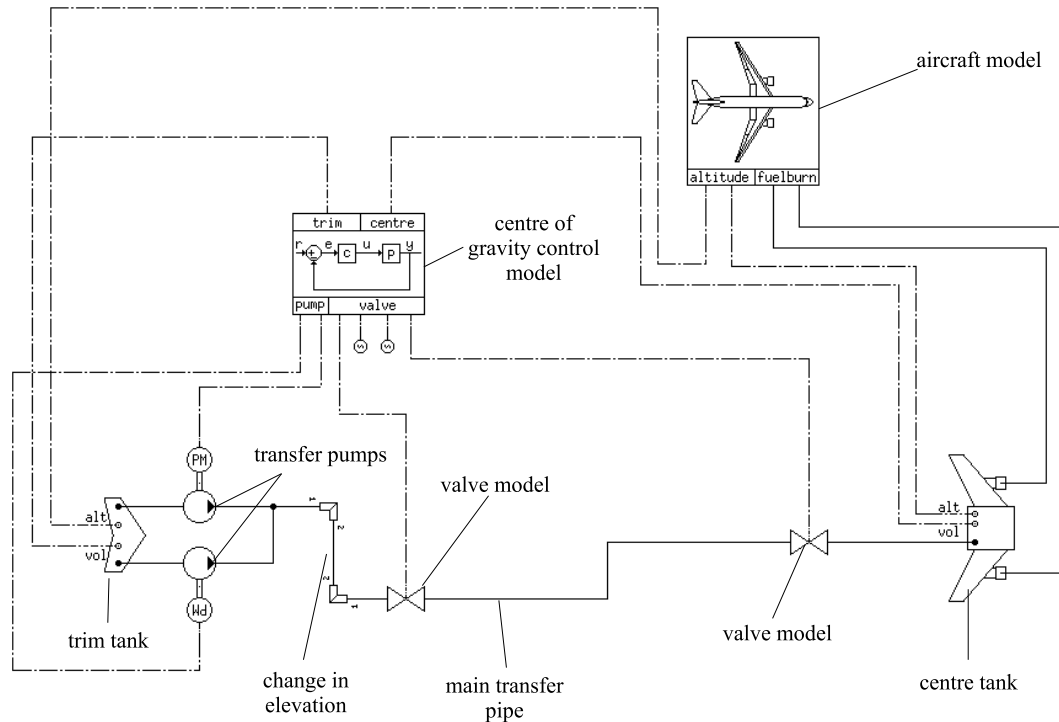 aircraft model
altitude fuelburn
trim centre
r e u y
+ c p
pump valve
centre of
gravity control
model
S S
PM
transfer pumps
valve model
1
alt
2
vol
alt
vol
2
1
PM
trim tank
change in
elevation
main transfer
pipe
valve model
centre tank